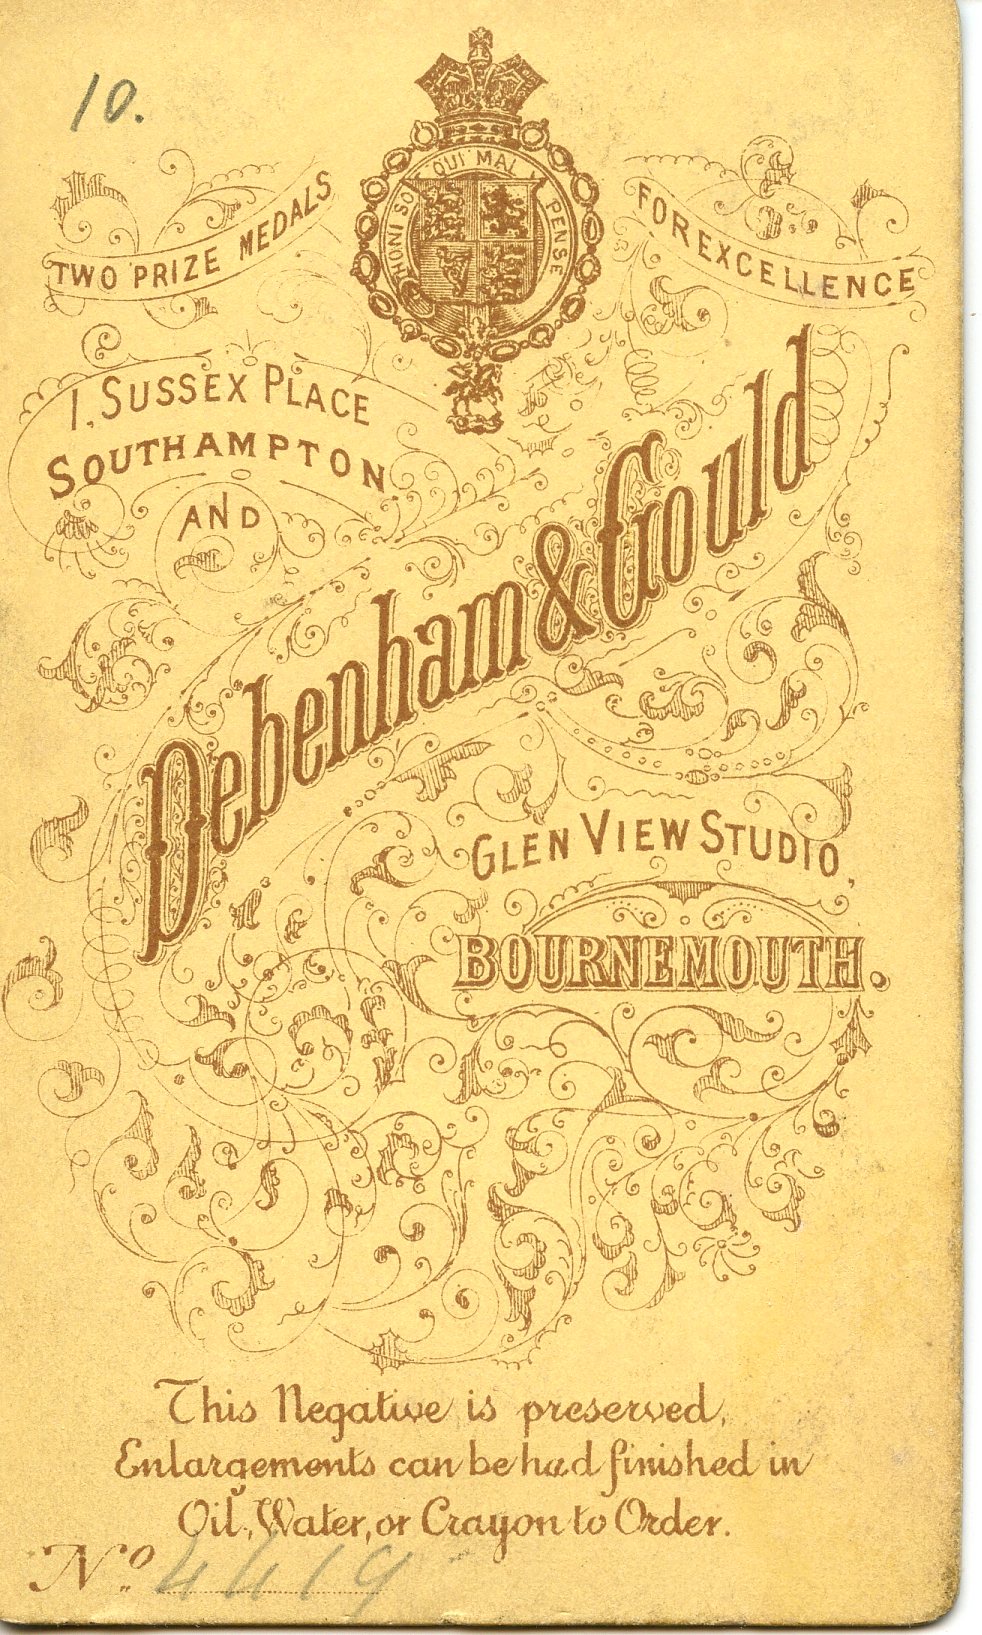 10.
HONI SOI QUI MAL PENSE
TWO PRIZE MEDALS
FOR EXCELLENCE
1, SUSSEX PLACE
SOUTHAMPTON
AND
Debenham & Gould
GLEN VIEW STUDIO,
BOURNEMOUTH.
This Negative is preserved,
Enlargements can be had finished in
Oil, Water, or Crayon to Order.
No 4419